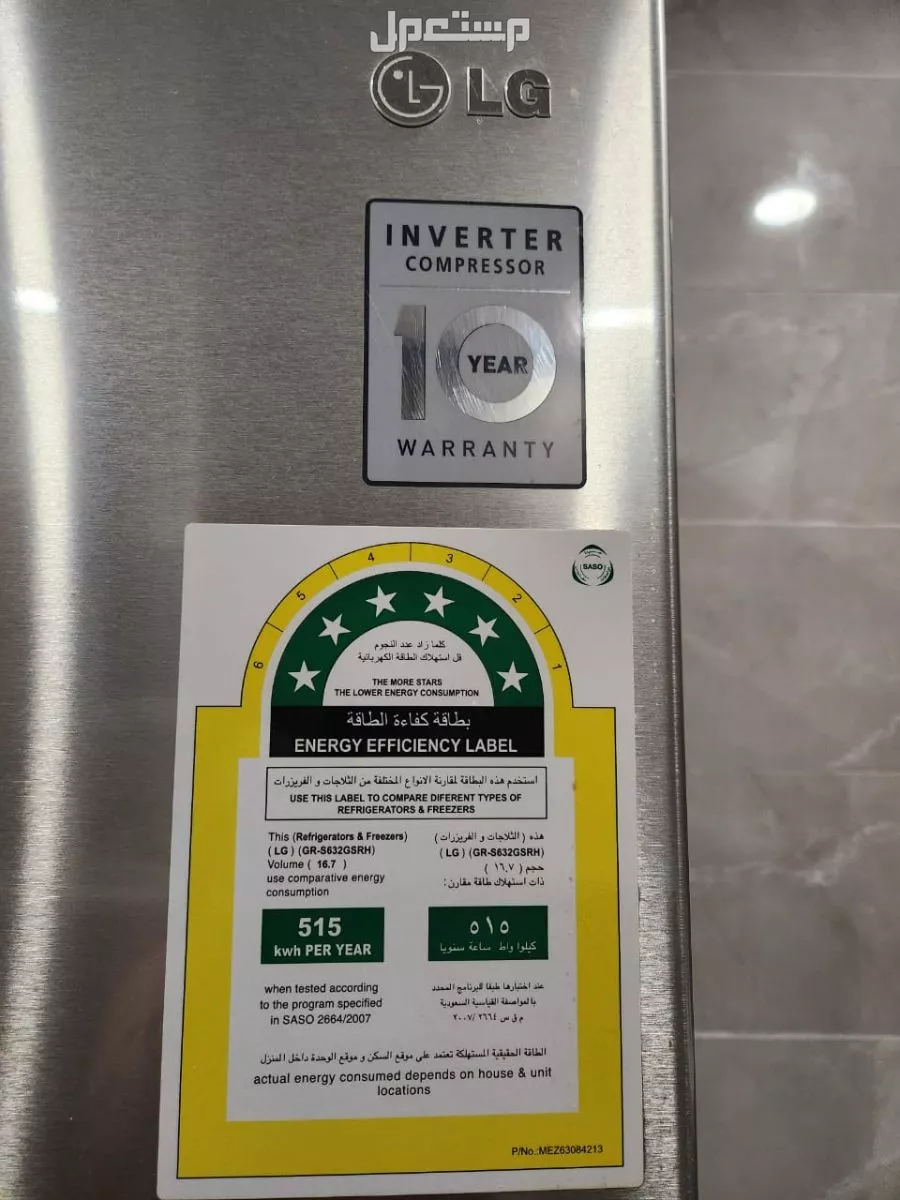 مستعمل
LG
INVERTER
COMPRESSOR
10
YEAR
WARRANTY
SASO
6 5 4 3 2 1
كلما زاد عدد النجوم
قل استهلاك الطاقة الكهربائية
THE MORE STARS
THE LOWER ENERGY CONSUMPTION
بطاقة كفاءة الطاقة
ENERGY EFFICIENCY LABEL
استخدم هذه البطاقة لمقارنة الانواع المختلفة من الثلاجات و الفريزرات
USE THIS LABEL TO COMPARE DIFERENT TYPES OF
REFRIGERATORS & FREEZERS
This (Refrigerators & Freezers)
( LG ) (GR-S632GSRH)
Volume ( 16.7 )
use comparative energy
consumption
هذه ( الثلاجات و الفريزرات )
( LG ) (GR-S632GSRH)
حجم ( ١٦.٧ )
ذات استهلاك طاقة مقارن:
515
kwh PER YEAR
٥١٥
كيلوا واط ساعة سنويا
when tested according
to the program specified
in SASO 2664/2007
عند اختبارها طبقا للبرنامج المحدد
بالمواصفة القياسية السعودية
م ق س ٢٦٦٤ /٢٠٠٧
الطاقة الحقيقية المستهلكة تعتمد على موقع السكن و موقع الوحدة داخل المنزل
actual energy consumed depends on house & unit
locations
P/No.:MEZ63084213